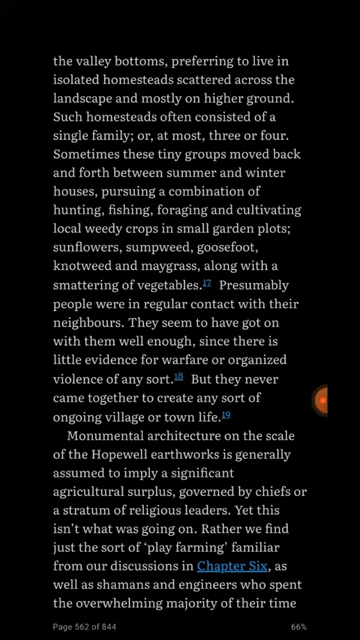 the valley bottoms, preferring to live in
isolated homesteads scattered across the
landscape and mostly on higher ground.
Such homesteads often consisted of a
single family; or, at most, three or four.
Sometimes these tiny groups moved back
and forth between summer and winter
houses, pursuing a combination of
hunting, fishing, foraging and cultivating
local weedy crops in small garden plots;
sunflowers, sumpweed, goosefoot,
knotweed and maygrass, along with a
smattering of vegetables.17 Presumably
people were in regular contact with their
neighbours. They seem to have got on
with them well enough, since there is
little evidence for warfare or organized
violence of any sort.18 But they never
came together to create any sort of
ongoing village or town life.19
Monumental architecture on the scale
of the Hopewell earthworks is generally
assumed to imply a significant
agricultural surplus, governed by chiefs or
a stratum of religious leaders. Yet this
isn't what was going on. Rather we find
just the sort of 'play farming' familiar
from our discussions in Chapter Six, as
well as shamans and engineers who spent
the overwhelming majority of their time
Page 562 of 844 66%